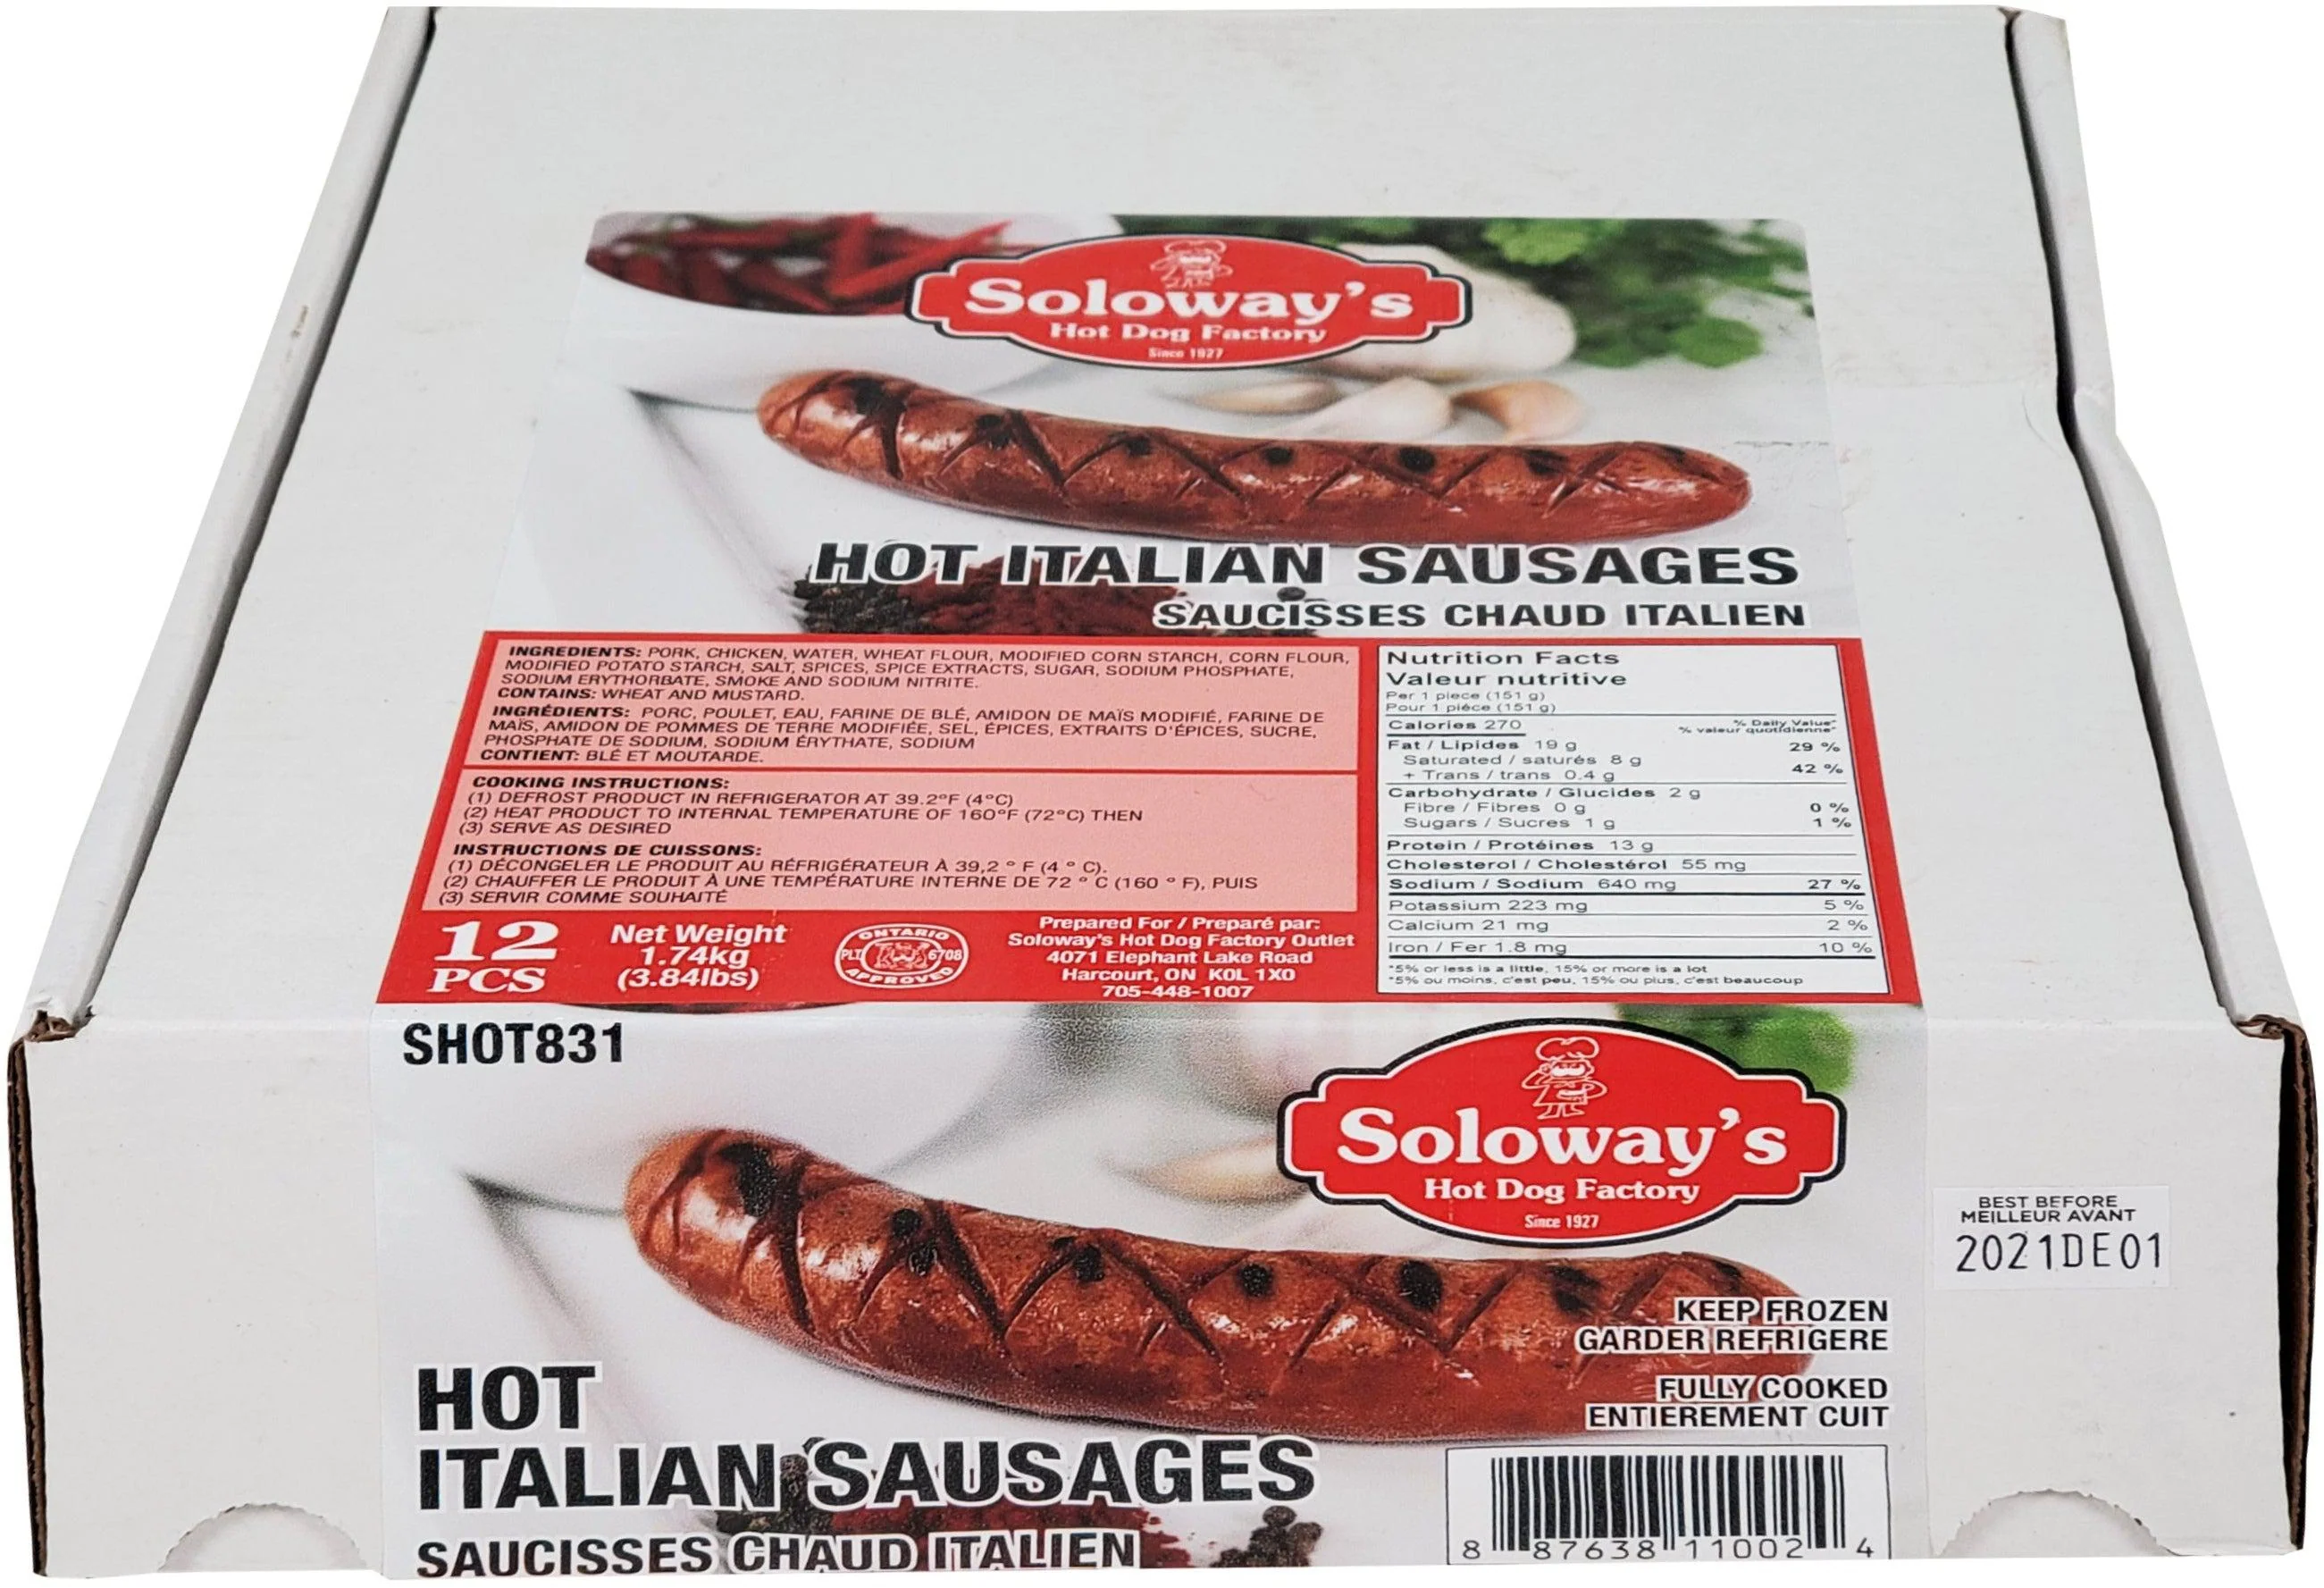 Soloway's
Hot Dog Factory
Since 1927
HOT ITALIAN SAUSAGES
SAUCISSES CHAUD ITALIEN
INGREDIENTS: PORK, CHICKEN, WATER, WHEAT FLOUR, MODIFIED CORN STARCH, CORN FLOUR,
MODIFIED POTATO STARCH, SALT, SPICES, SPICE EXTRACTS, SUGAR, SODIUM PHOSPHATE,
SODIUM ERYTHORBATE, SMOKE AND SODIUM NITRITE.
CONTAINS: WHEAT AND MUSTARD.
INGRÉDIENTS: PORC, POULET, EAU, FARINE DE BLÉ, AMIDON DE MAÏS MODIFIÉ, FARINE DE
MAÏS, AMIDON DE POMMES DE TERRE MODIFIÉE, SEL, ÉPICES, EXTRAITS D'ÉPICES, SUCRE,
PHOSPHATE DE SODIUM, SODIUM ÉRYTHATE, SODIUM
CONTIENT: BLÉ ET MOUTARDE.
COOKING INSTRUCTIONS:
(1) DEFROST PRODUCT IN REFRIGERATOR AT 39.2°F (4°C)
(2) HEAT PRODUCT TO INTERNAL TEMPERATURE OF 160°F (72°C) THEN
(3) SERVE AS DESIRED
INSTRUCTIONS DE CUISSONS:
(1) DÉCONGELER LE PRODUIT AU RÉFRIGÉRATEUR À 39,2 ° F (4 ° C).
(2) CHAUFFER LE PRODUIT À UNE TEMPÉRATURE INTERNE DE 72 ° C (160 ° F), PUIS
(3) SERVIR COMME SOUHAITÉ
Nutrition Facts
Valeur nutritive
Per 1 piece (151 g)
Pour 1 piéce (151 g)
Calories 270
% Daily Value*
% valeur quotidienne*
Fat / Lipides 19 g 29 %
Saturated / saturés 8 g
+ Trans / trans 0.4 g 42 %
Carbohydrate / Glucides 2 g
Fibre / Fibres 0 g 0 %
Sugars / Sucres 1 g 1 %
Protein / Protéines 13 g
Cholesterol / Cholestérol 55 mg
Sodium / Sodium 640 mg 27 %
Potassium 223 mg 5 %
Calcium 21 mg 2 %
Iron / Fer 1.8 mg 10 %
*5% or less is a little, 15% or more is a lot
*5% ou moins, c'est peu, 15% ou plus, c'est beaucoup
12
PCS
Net Weight
1.74kg
(3.84lbs)
ONTARIO
PLT 6708
APPROVED
Prepared For / Preparé par:
Soloway's Hot Dog Factory Outlet
4071 Elephant Lake Road
Harcourt, ON K0L 1X0
705-448-1007
SHOT831
Soloway's
Hot Dog Factory
Since 1927
BEST BEFORE
MEILLEUR AVANT
2021DE01
KEEP FROZEN
GARDER REFRIGERE
FULLY COOKED
ENTIEREMENT CUIT
HOT
ITALIAN SAUSAGES
SAUCISSES CHAUD ITALIEN
8 87638 11002 4